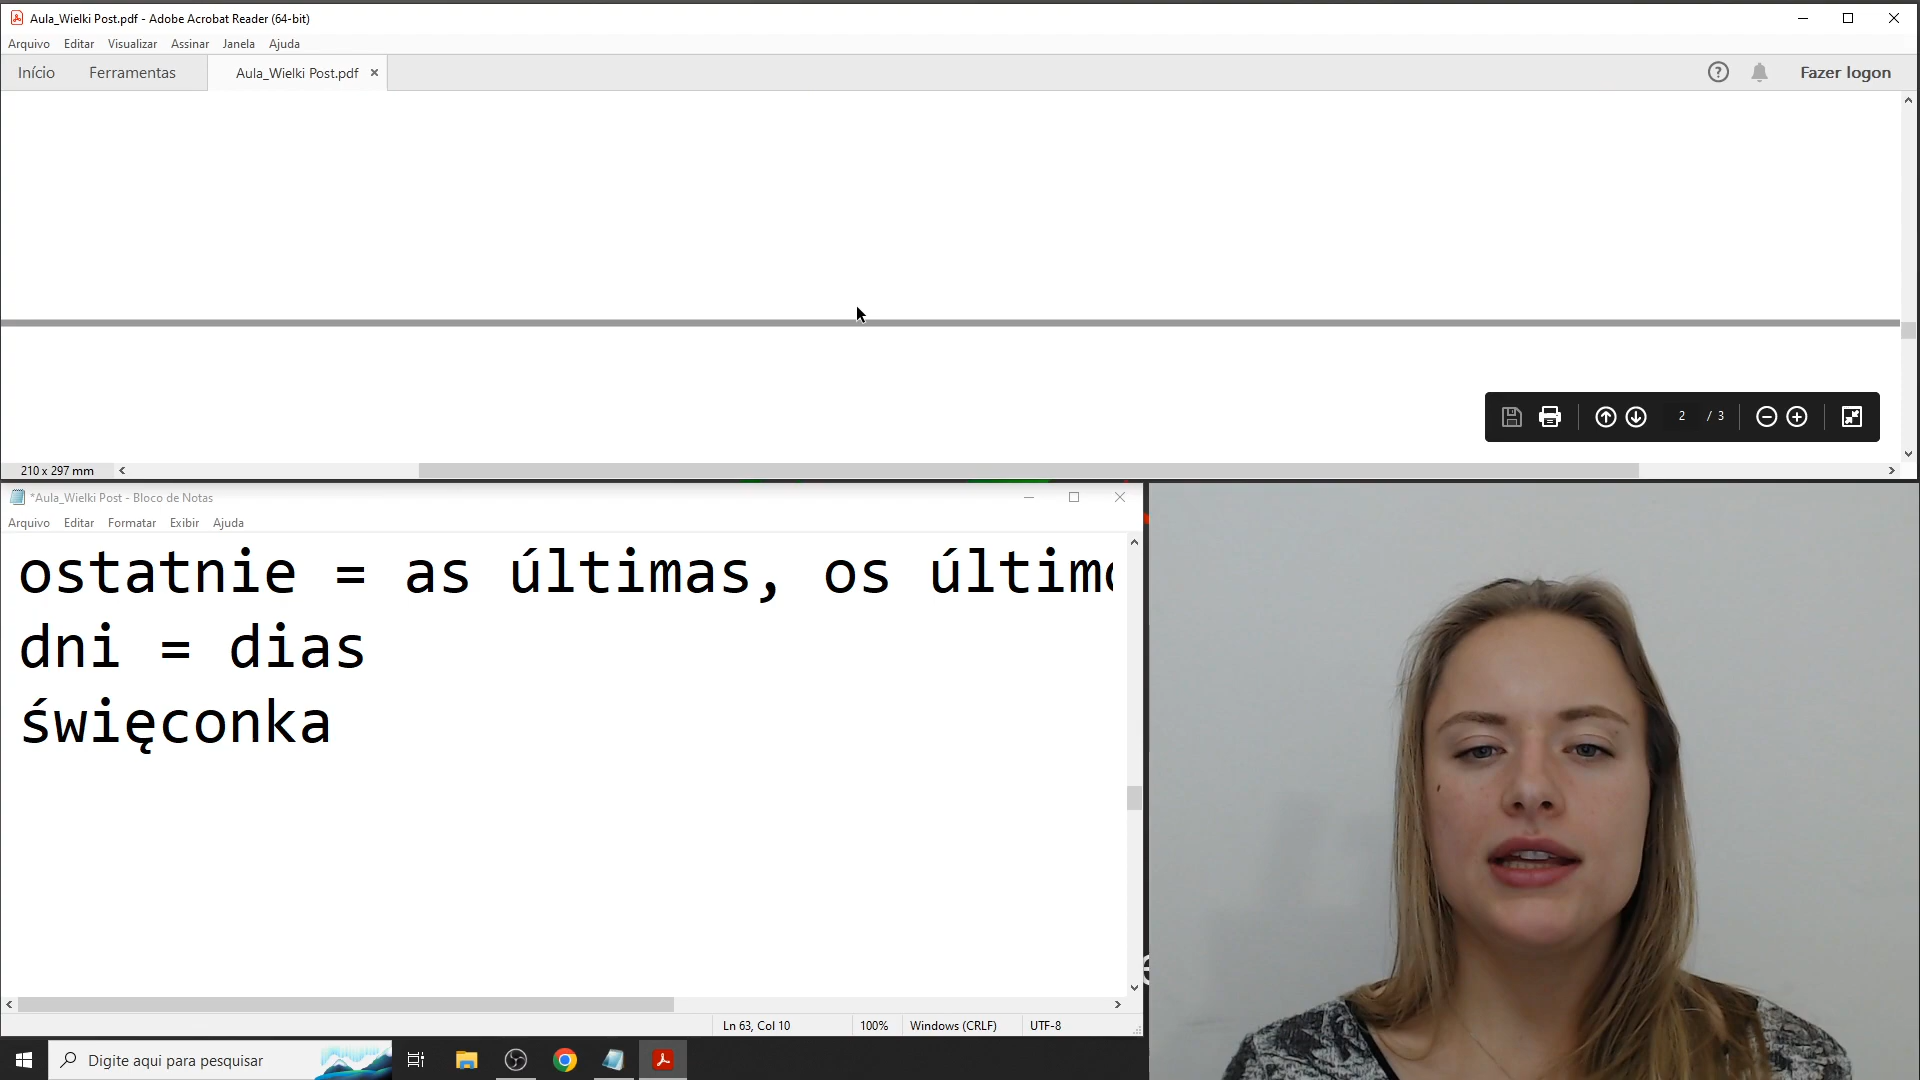 Aula_Wielki Post.pdf - Adobe Acrobat Reader (64-bit)
Arquivo Editar Visualizar Assinar Janela Ajuda
Início Ferramentas Aula_Wielki Post.pdf
Fazer logon
2 / 3
210 x 297 mm
*Aula_Wielki Post - Bloco de Notas
Arquivo Editar Formatar Exibir Ajuda
ostatnie = as últimas, os
dni = dias
święconka
Ln 63, Col 10 100% Windows (CRLF) UTF-8
Digite aqui para pesquisar